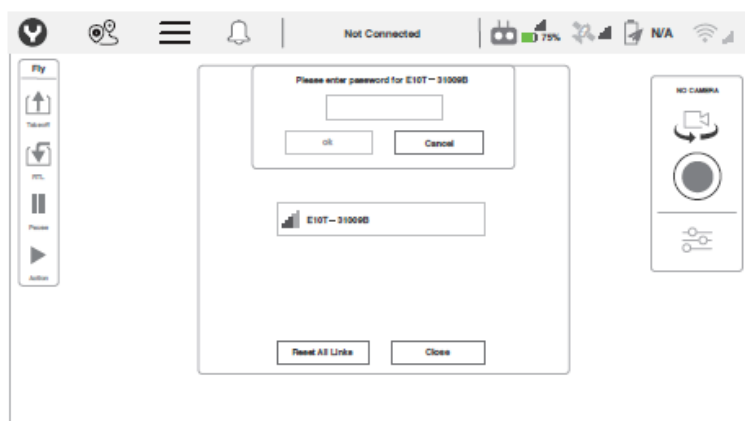 Not Connected
75%
N/A
Fly
Takeoff
RTL
Pause
Action
Please enter password for E10T-31009B
ok
Cancel
E10T-31009B
Reset All Links
Close
NO CAMERA